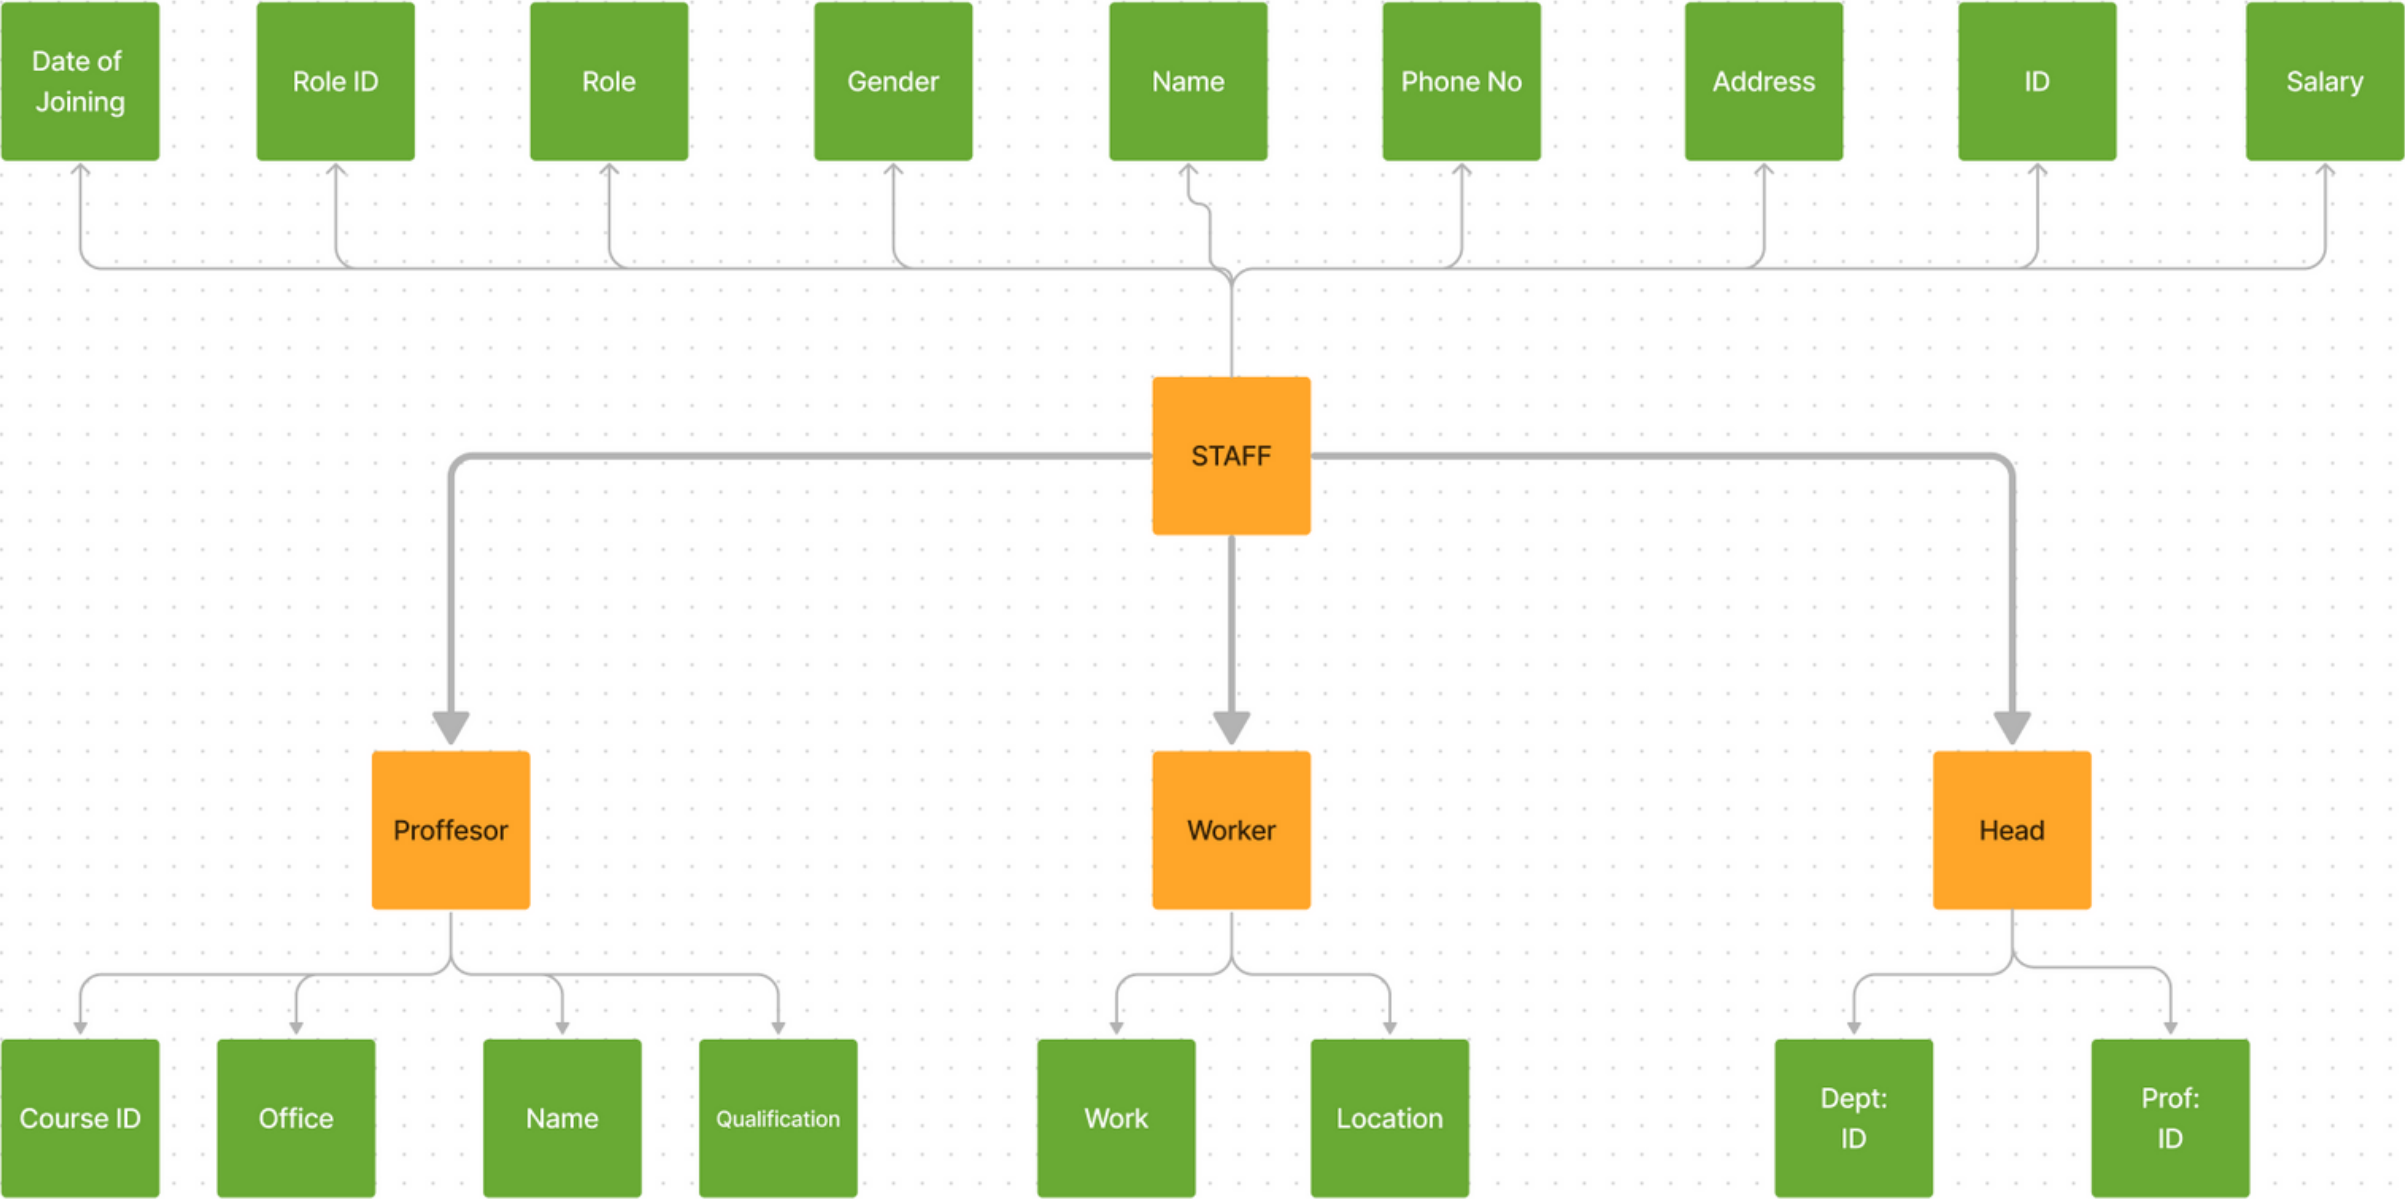 Date of
Joining
Role ID
Role
Gender
Name
Phone No
Address
ID
Salary
STAFF
Proffesor
Worker
Head
Course ID
Office
Name
Qualification
Work
Location
Dept:
ID
Prof:
ID